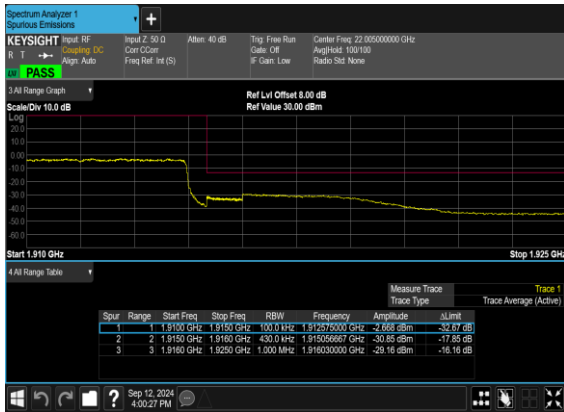 Spectrum Analyzer 1
Spurious Emissions
+
KEYSIGHT Input: RF Input Z: 50 Ω Atten: 40 dB Trig: Free Run Center Freq: 22.005000000 GHz
R T Coupling: DC Corr CCorr Gate: Off Avg|Hold: 100/100
Align: Auto Freq Ref: Int (S) IF Gain: Low Radio Std: None
PASS
3 All Range Graph Ref Lvl Offset 8.00 dB
Scale/Div 10.0 dB Ref Value 30.00 dBm
Log
20.0
10.0
0.00
-10.0
-20.0
-30.0
-40.0
-50.0
-60.0
Start 1.910 GHz Stop 1.925 GHz
4 All Range Table
Measure Trace Trace 1
Trace Type Trace Average (Active)
Spur Range Start Freq Stop Freq RBW Frequency Amplitude ΔLimit
1 1 1.9100 GHz 1.9150 GHz 100.0 kHz 1.912575000 GHz -2.668 dBm -32.67 dB
2 2 1.9150 GHz 1.9160 GHz 430.0 kHz 1.915056667 GHz -30.85 dBm -17.85 dB
3 3 1.9160 GHz 1.9250 GHz 1.000 MHz 1.916030000 GHz -29.16 dBm -16.16 dB
? Sep 12, 2024
4:00:27 PM